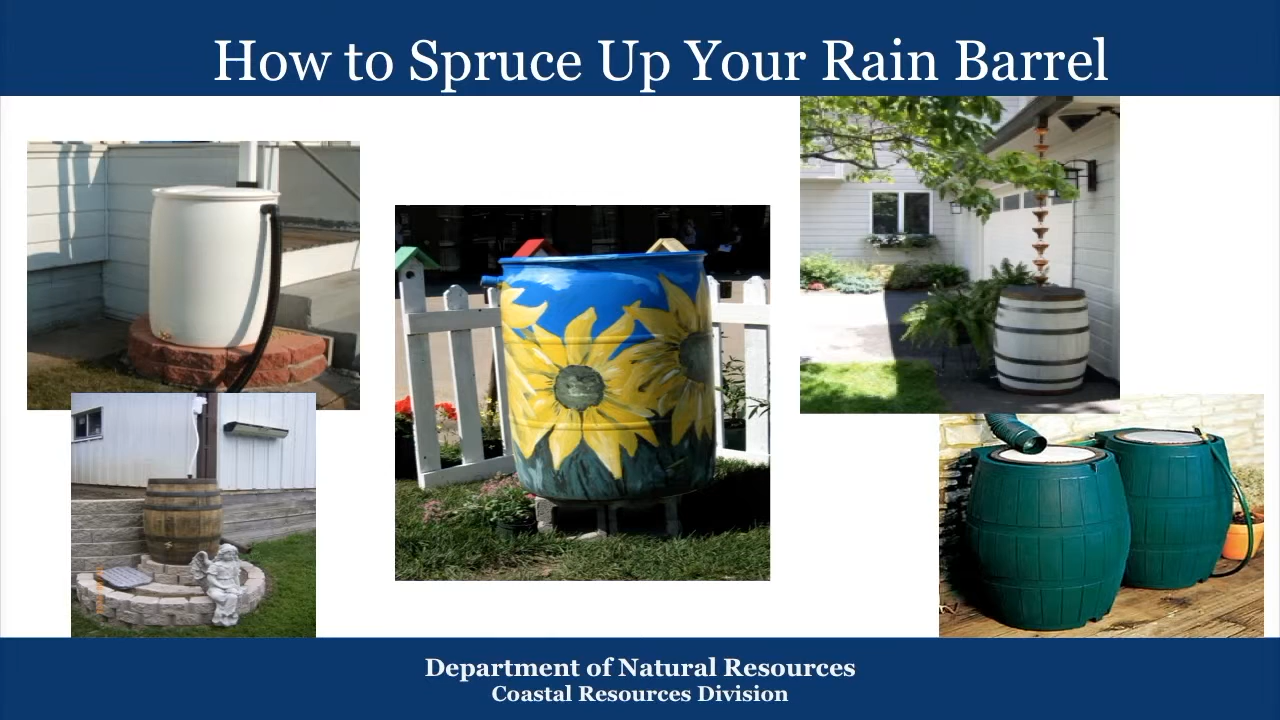 How to Spruce Up Your Rain Barrel
Department of Natural Resources
Coastal Resources Division